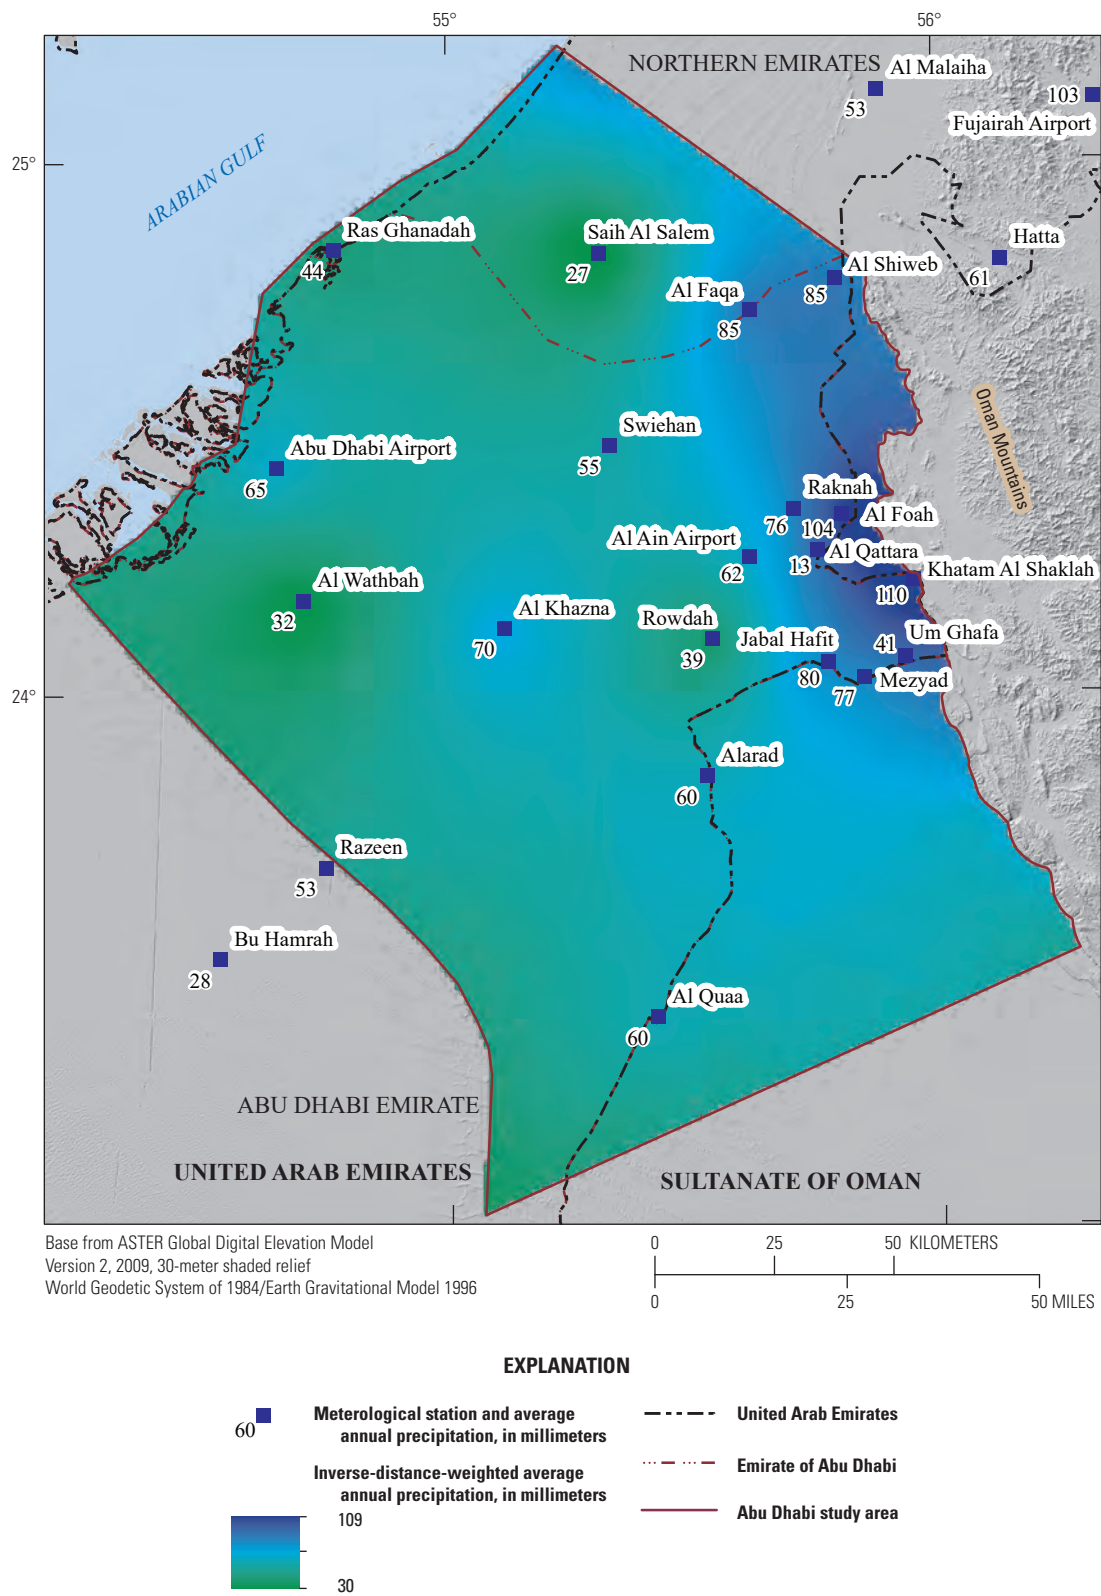 55°
56°
NORTHERN EMIRATES
Al Malaiha
53
103
Fujairah Airport
25°
ARABIAN GULF
Ras Ghanadah
44
Saih Al Salem
27
Hatta
61
Al Shiweb
85
Al Faqa
85
Oman Mountains
Swiehan
55
Abu Dhabi Airport
65
Raknah
76
Al Foah
104
Al Ain Airport
62
Al Qattara
13
Khatam Al Shaklah
110
Al Wathbah
32
Al Khazna
70
Rowdah
39
Jabal Hafit
80
Um Ghafa
41
Mezyad
77
24°
Alarad
60
Razeen
53
Bu Hamrah
28
Al Quaa
60
ABU DHABI EMIRATE
UNITED ARAB EMIRATES
SULTANATE OF OMAN
Base from ASTER Global Digital Elevation Model
Version 2, 2009, 30-meter shaded relief
World Geodetic System of 1984/Earth Gravitational Model 1996
0 25 50 KILOMETERS
0 25 50 MILES
EXPLANATION
60
Meterological station and average
annual precipitation, in millimeters
Inverse-distance-weighted average
annual precipitation, in millimeters
109
30
United Arab Emirates
Emirate of Abu Dhabi
Abu Dhabi study area